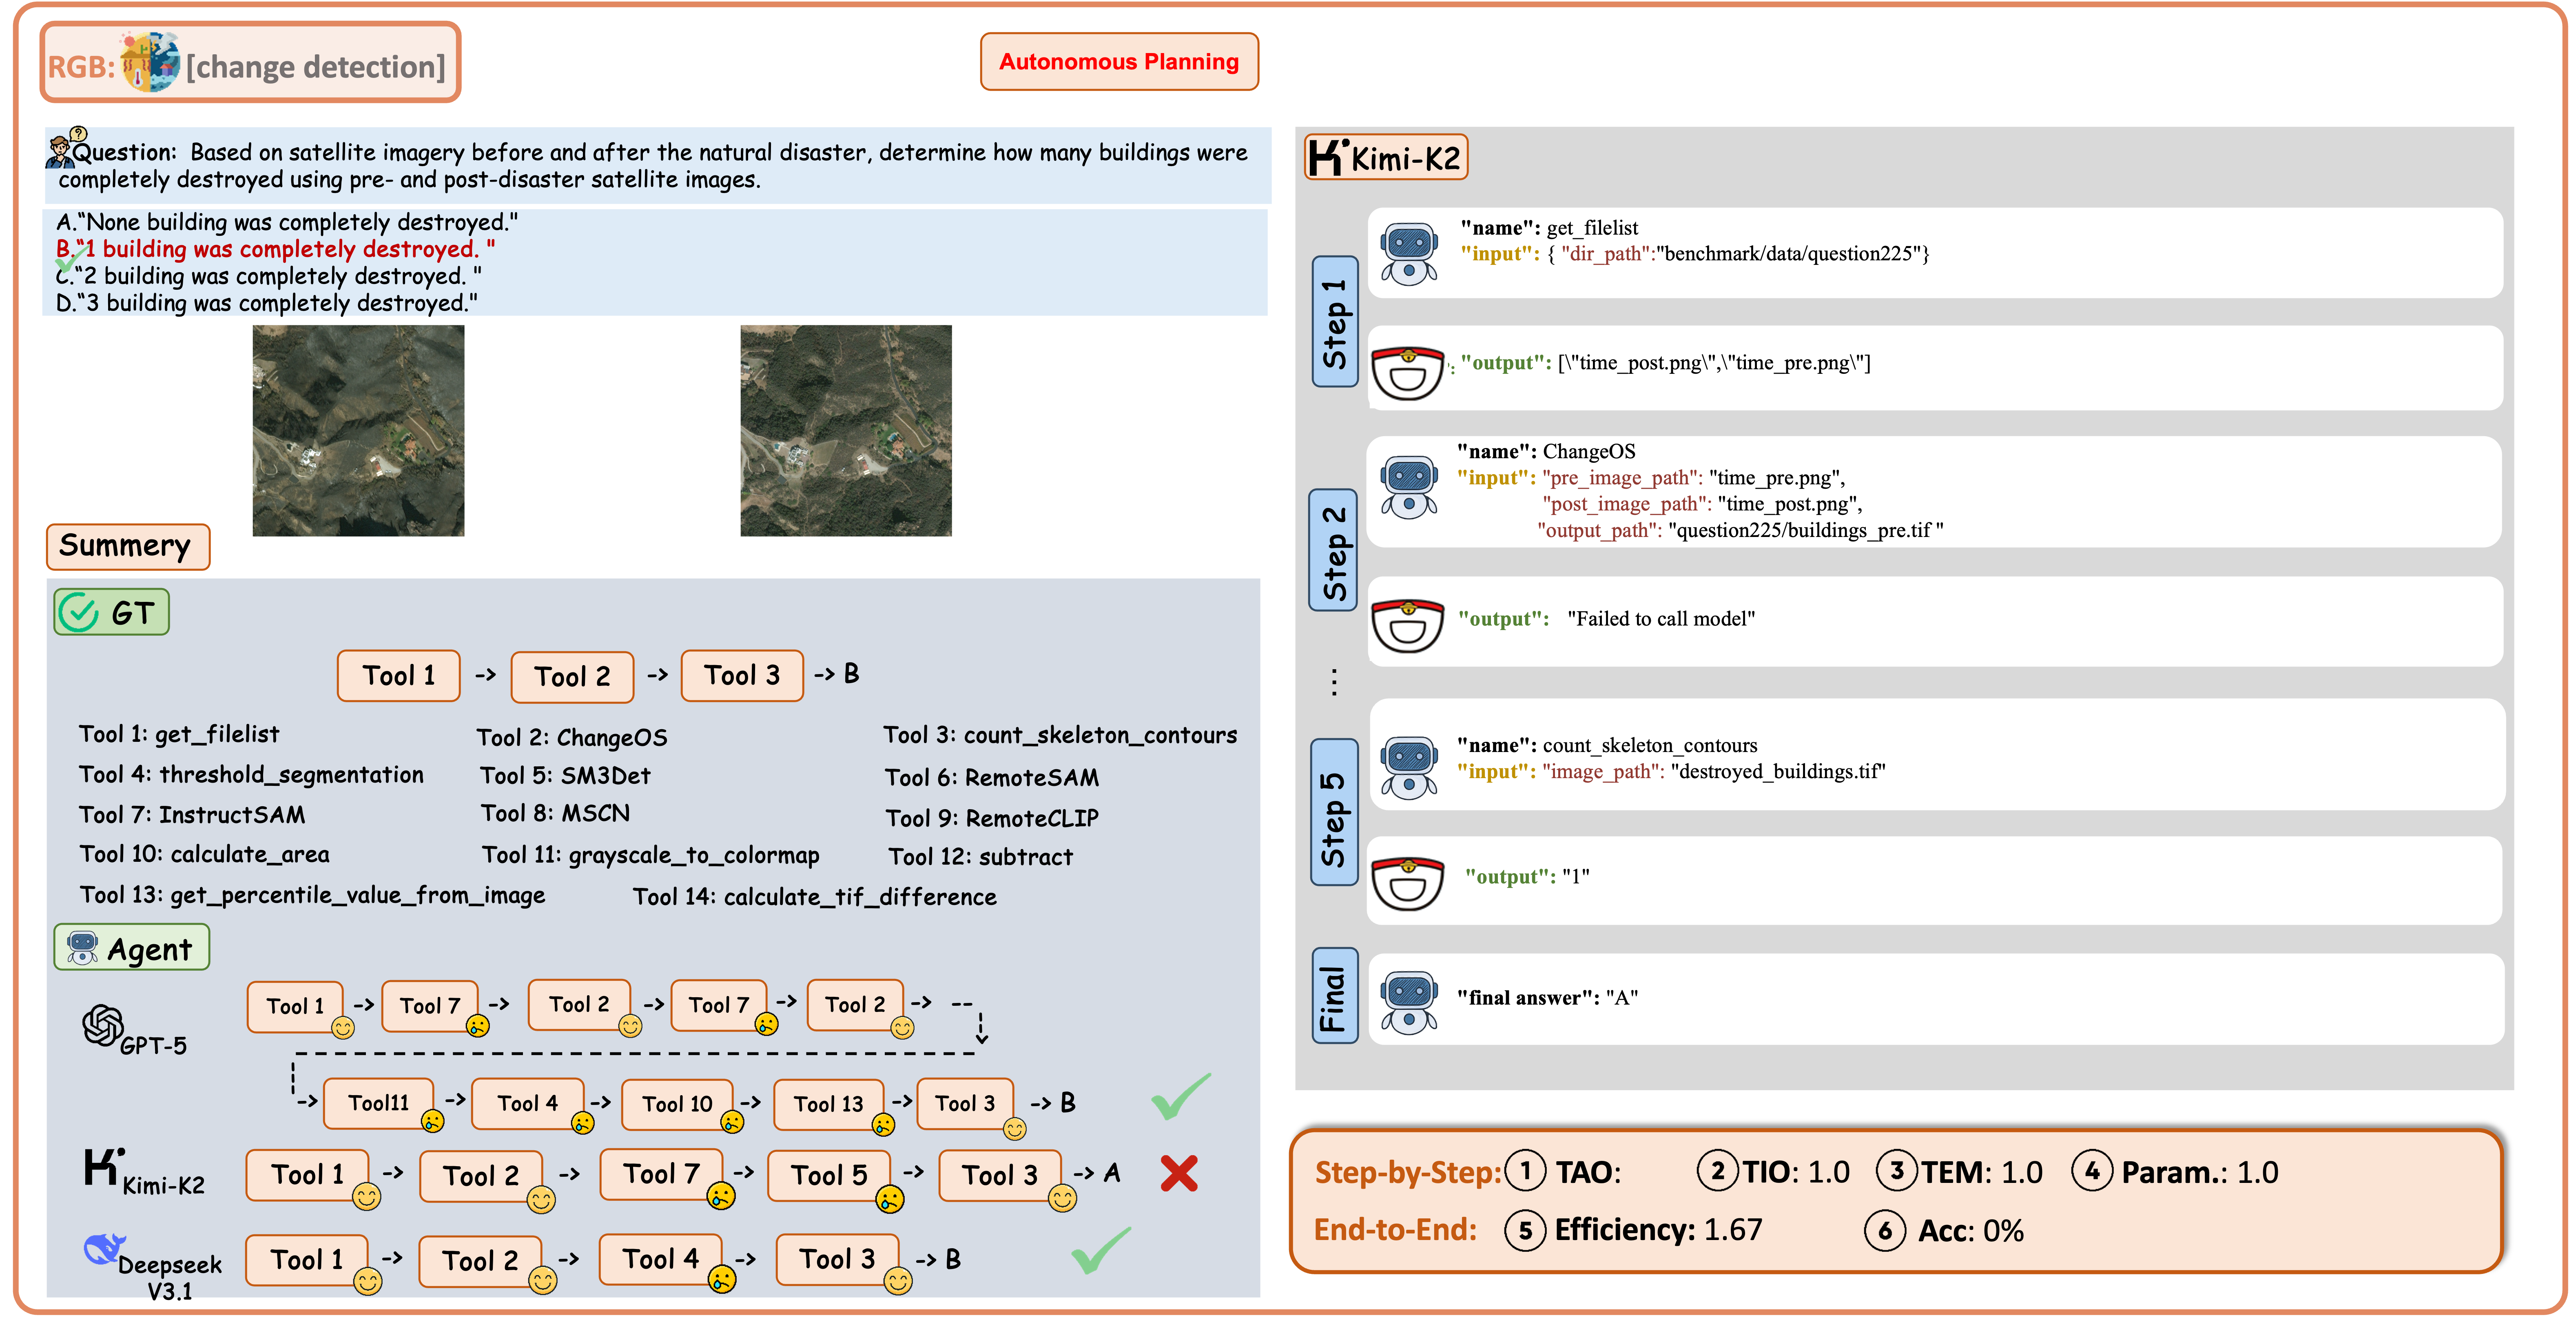 RGB: [change detection]
Autonomous Planning
Question: Based on satellite imagery before and after the natural disaster, determine how many buildings were
completely destroyed using pre- and post-disaster satellite images.
A."None building was completely destroyed."
B."1 building was completely destroyed. "
C."2 building was completely destroyed. "
D."3 building was completely destroyed."
Summery
GT
Tool 1 -> Tool 2 -> Tool 3 -> B
Tool 1: get_filelist
Tool 2: ChangeOS
Tool 3: count_skeleton_contours
Tool 4: threshold_segmentation
Tool 5: SM3Det
Tool 6: RemoteSAM
Tool 7: InstructSAM
Tool 8: MSCN
Tool 9: RemoteCLIP
Tool 10: calculate_area
Tool 11: grayscale_to_colormap
Tool 12: subtract
Tool 13: get_percentile_value_from_image
Tool 14: calculate_tif_difference
Agent
GPT-5
Tool 1 -> Tool 7 -> Tool 2 -> Tool 7 -> Tool 2 -> --
-> Tool11 -> Tool 4 -> Tool 10 -> Tool 13 -> Tool 3 -> B
Kimi-K2
Tool 1 -> Tool 2 -> Tool 7 -> Tool 5 -> Tool 3 -> A
Deepseek
V3.1
Tool 1 -> Tool 2 -> Tool 4 -> Tool 3 -> B
Kimi-K2
Step 1
"name": get_filelist
"input": { "dir_path":"benchmark/data/question225"}
: "output": [\"time_post.png\",\"time_pre.png\"]
Step 2
"name": ChangeOS
"input": "pre_image_path": "time_pre.png",
"post_image_path": "time_post.png",
"output_path": "question225/buildings_pre.tif "
"output": "Failed to call model"
...
Step 5
"name": count_skeleton_contours
"input": "image_path": "destroyed_buildings.tif"
"output": "1"
Final
"final answer": "A"
Step-by-Step: 1 TAO: 2 TIO: 1.0 3 TEM: 1.0 4 Param.: 1.0
End-to-End: 5 Efficiency: 1.67 6 Acc: 0%